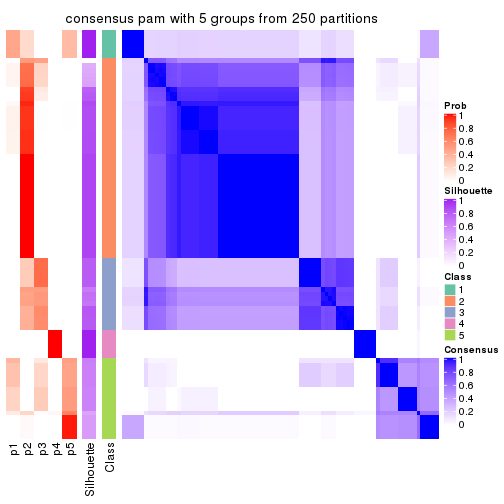 consensus pam with 5 groups from 250 partitions
Prob
1
0.8
0.6
0.4
0.2
0
Silhouette
1
0.8
0.6
0.4
0.2
0
Class
1
2
3
4
5
Consensus
1
0.8
0.6
0.4
0.2
0
p1
p2
p3
p4
p5
Silhouette
Class